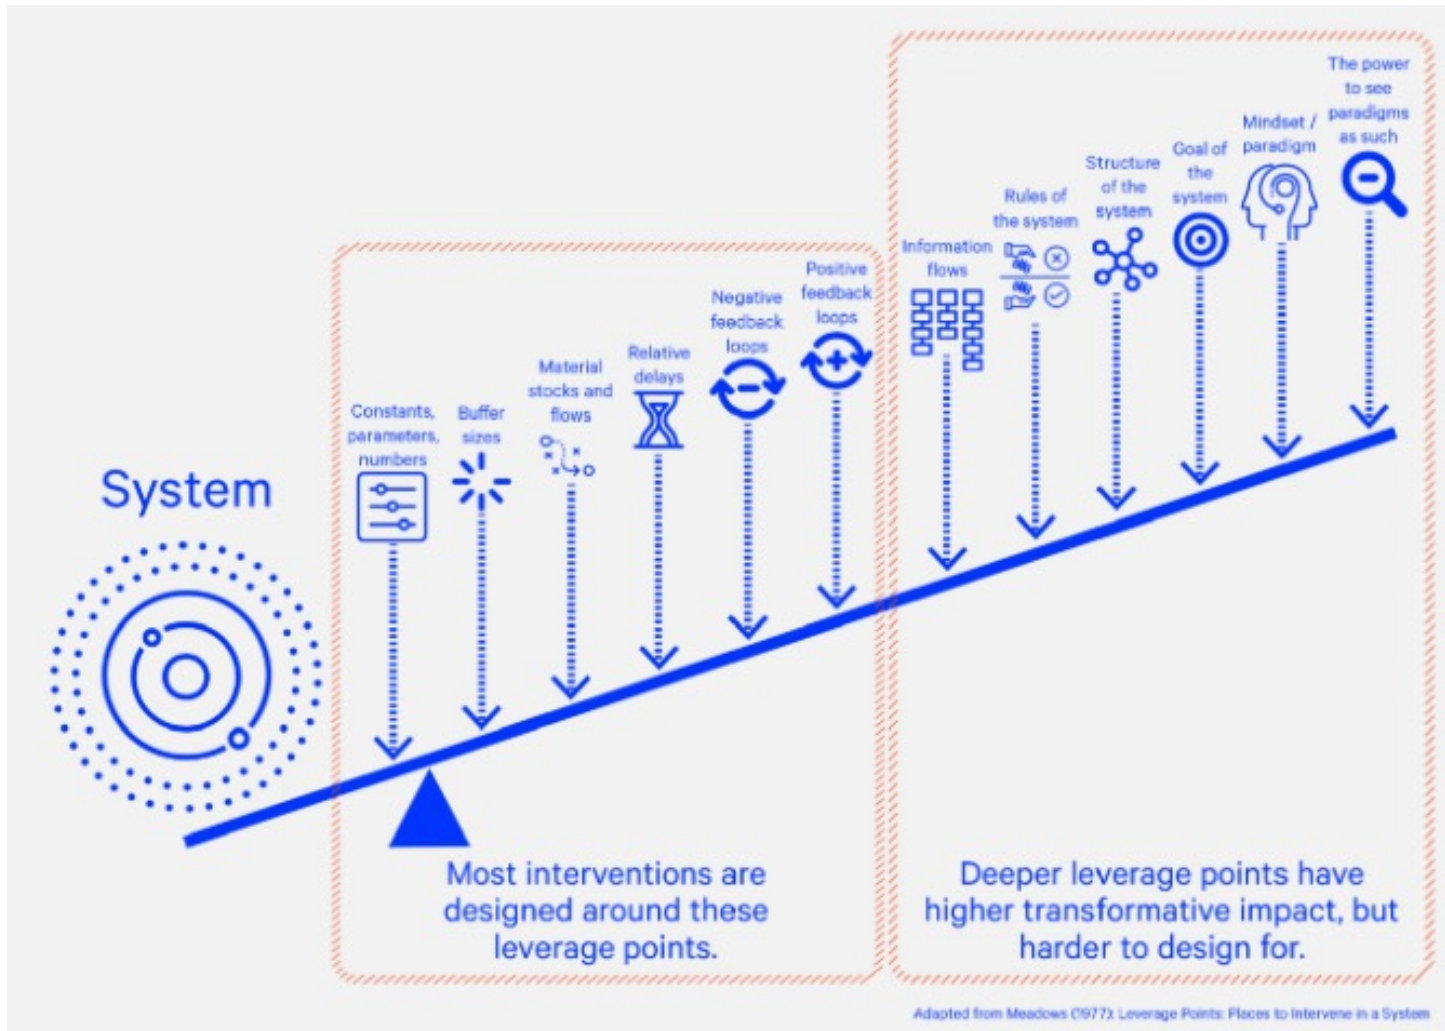 System
Constants,
parameters,
numbers
Buffer
sizes
Material
stocks and
flows
Relative
delays
Negative
feedback
loops
Positive
feedback
loops
Information
flows
Rules of
the system
Structure
of the
system
Goal of
the
system
Mindset /
paradigm
The power
to see
paradigms
as such
Most interventions are
designed around these
leverage points.
Deeper leverage points have
higher transformative impact, but
harder to design for.
Adapted from Meadows (1977): Leverage Points: Places to Intervene in a System